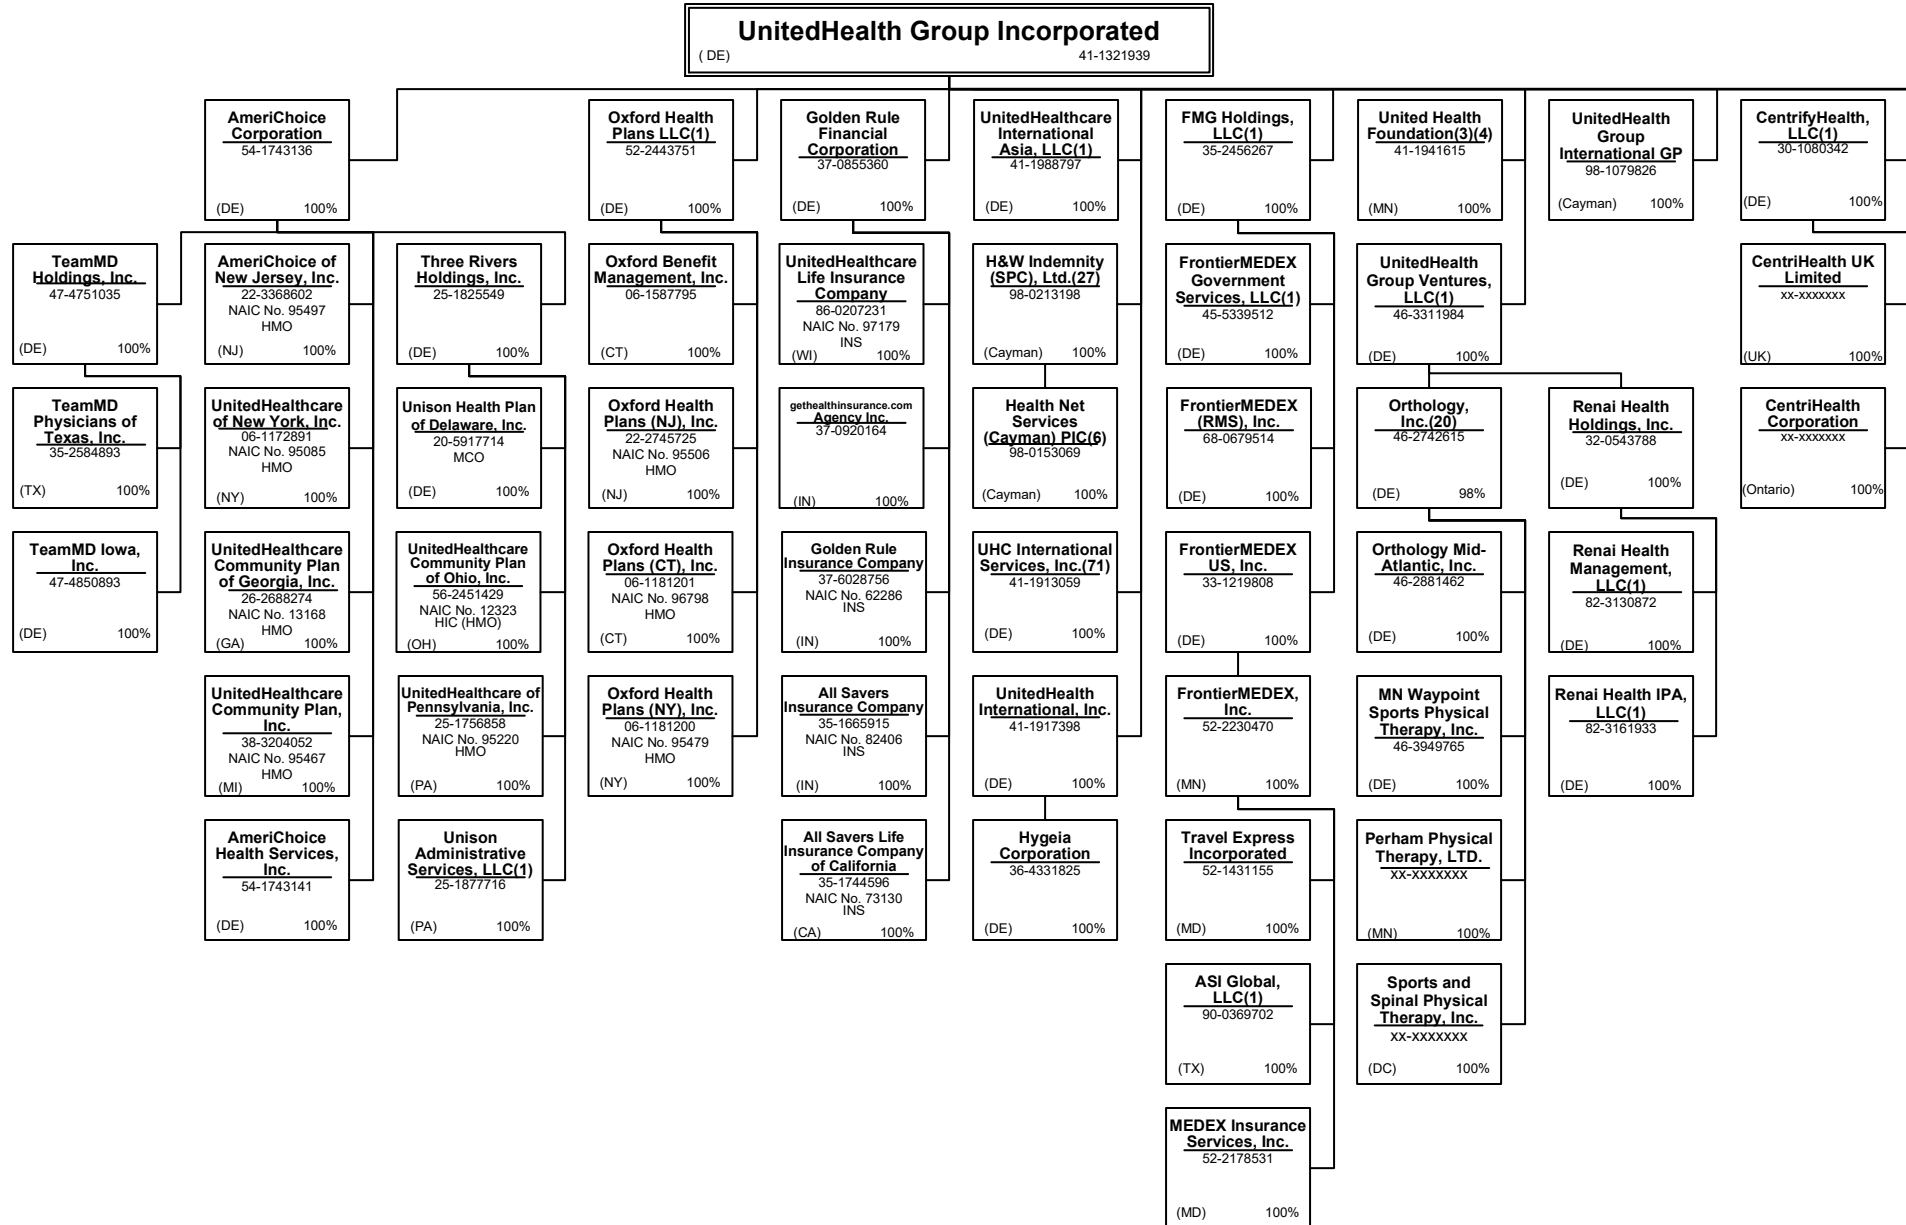 UnitedHealth Group Incorporated
( DE) 41-1321939
AmeriChoice
Corporation
54-1743136
(DE) 100%
Oxford Health
Plans LLC(1)
52-2443751
(DE) 100%
Golden Rule
Financial
Corporation
37-0855360
(DE) 100%
UnitedHealthcare
International
Asia, LLC(1)
41-1988797
(DE) 100%
FMG Holdings,
LLC(1)
35-2456267
(DE) 100%
United Health
Foundation(3)(4)
41-1941615
(MN) 100%
UnitedHealth
Group
International GP
98-1079826
(Cayman) 100%
CentrifyHealth,
LLC(1)
30-1080342
(DE) 100%
TeamMD
Holdings, Inc.
47-4751035
(DE) 100%
AmeriChoice of
New Jersey, Inc.
22-3368602
NAIC No. 95497
HMO
(NJ) 100%
Three Rivers
Holdings, Inc.
25-1825549
(DE) 100%
Oxford Benefit
Management, Inc.
06-1587795
(CT) 100%
UnitedHealthcare
Life Insurance
Company
86-0207231
NAIC No. 97179
INS
(WI) 100%
H&W Indemnity
(SPC), Ltd.(27)
98-0213198
(Cayman) 100%
FrontierMEDEX
Government
Services, LLC(1)
45-5339512
(DE) 100%
UnitedHealth
Group Ventures,
LLC(1)
46-3311984
(DE) 100%
CentriHealth UK
Limited
xx-xxxxxxx
(UK) 100%
TeamMD
Physicians of
Texas, Inc.
35-2584893
(TX) 100%
UnitedHealthcare
of New York, Inc.
06-1172891
NAIC No. 95085
HMO
(NY) 100%
Unison Health Plan
of Delaware, Inc.
20-5917714
MCO
(DE) 100%
Oxford Health
Plans (NJ), Inc.
22-2745725
NAIC No. 95506
HMO
(NJ) 100%
gethealthinsurance.com
Agency Inc.
37-0920164
(IN) 100%
Health Net
Services
(Cayman) PIC(6)
98-0153069
(Cayman) 100%
FrontierMEDEX
(RMS), Inc.
68-0679514
(DE) 100%
Orthology,
Inc.(20)
46-2742615
(DE) 98%
Renai Health
Holdings, Inc.
32-0543788
(DE) 100%
CentriHealth
Corporation
xx-xxxxxxx
(Ontario) 100%
TeamMD Iowa,
Inc.
47-4850893
(DE) 100%
UnitedHealthcare
Community Plan
of Georgia, Inc.
26-2688274
NAIC No. 13168
HMO
(GA) 100%
UnitedHealthcare
Community Plan
of Ohio, Inc.
56-2451429
NAIC No. 12323
HIC (HMO)
(OH) 100%
Oxford Health
Plans (CT), Inc.
06-1181201
NAIC No. 96798
HMO
(CT) 100%
Golden Rule
Insurance Company
37-6028756
NAIC No. 62286
INS
(IN) 100%
UHC International
Services, Inc.(71)
41-1913059
(DE) 100%
FrontierMEDEX
US, Inc.
33-1219808
(DE) 100%
Orthology Mid-
Atlantic, Inc.
46-2881462
(DE) 100%
Renai Health
Management,
LLC(1)
82-3130872
(DE) 100%
UnitedHealthcare
Community Plan,
Inc.
38-3204052
NAIC No. 95467
HMO
(MI) 100%
UnitedHealthcare of
Pennsylvania, Inc.
25-1756858
NAIC No. 95220
HMO
(PA) 100%
Oxford Health
Plans (NY), Inc.
06-1181200
NAIC No. 95479
HMO
(NY) 100%
All Savers
Insurance Company
35-1665915
NAIC No. 82406
INS
(IN) 100%
UnitedHealth
International, Inc.
41-1917398
(DE) 100%
FrontierMEDEX,
Inc.
52-2230470
(MN) 100%
MN Waypoint
Sports Physical
Therapy, Inc.
46-3949765
(DE) 100%
Renai Health IPA,
LLC(1)
82-3161933
(DE) 100%
AmeriChoice
Health Services,
Inc.
54-1743141
(DE) 100%
Unison
Administrative
Services, LLC(1)
25-1877716
(PA) 100%
All Savers Life
Insurance Company
of California
35-1744596
NAIC No. 73130
INS
(CA) 100%
Hygeia
Corporation
36-4331825
(DE) 100%
Travel Express
Incorporated
52-1431155
(MD) 100%
Perham Physical
Therapy, LTD.
xx-xxxxxxx
(MN) 100%
ASI Global,
LLC(1)
90-0369702
(TX) 100%
Sports and
Spinal Physical
Therapy, Inc.
xx-xxxxxxx
(DC) 100%
MEDEX Insurance
Services, Inc.
52-2178531
(MD) 100%